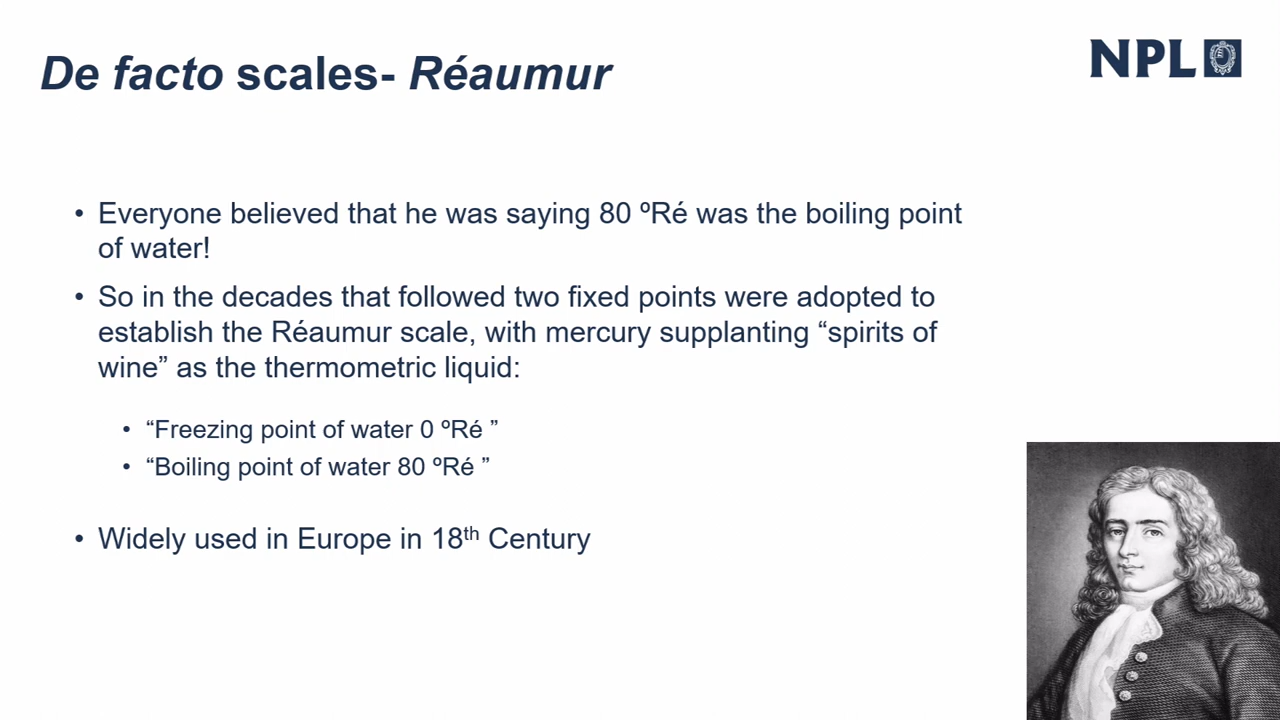 De facto scales- Réaumur
NPL
• Everyone believed that he was saying 80 ºRé was the boiling point
of water!
• So in the decades that followed two fixed points were adopted to
establish the Réaumur scale, with mercury supplanting “spirits of
wine” as the thermometric liquid:
• “Freezing point of water 0 ºRé ”
• “Boiling point of water 80 ºRé ”
• Widely used in Europe in 18th Century